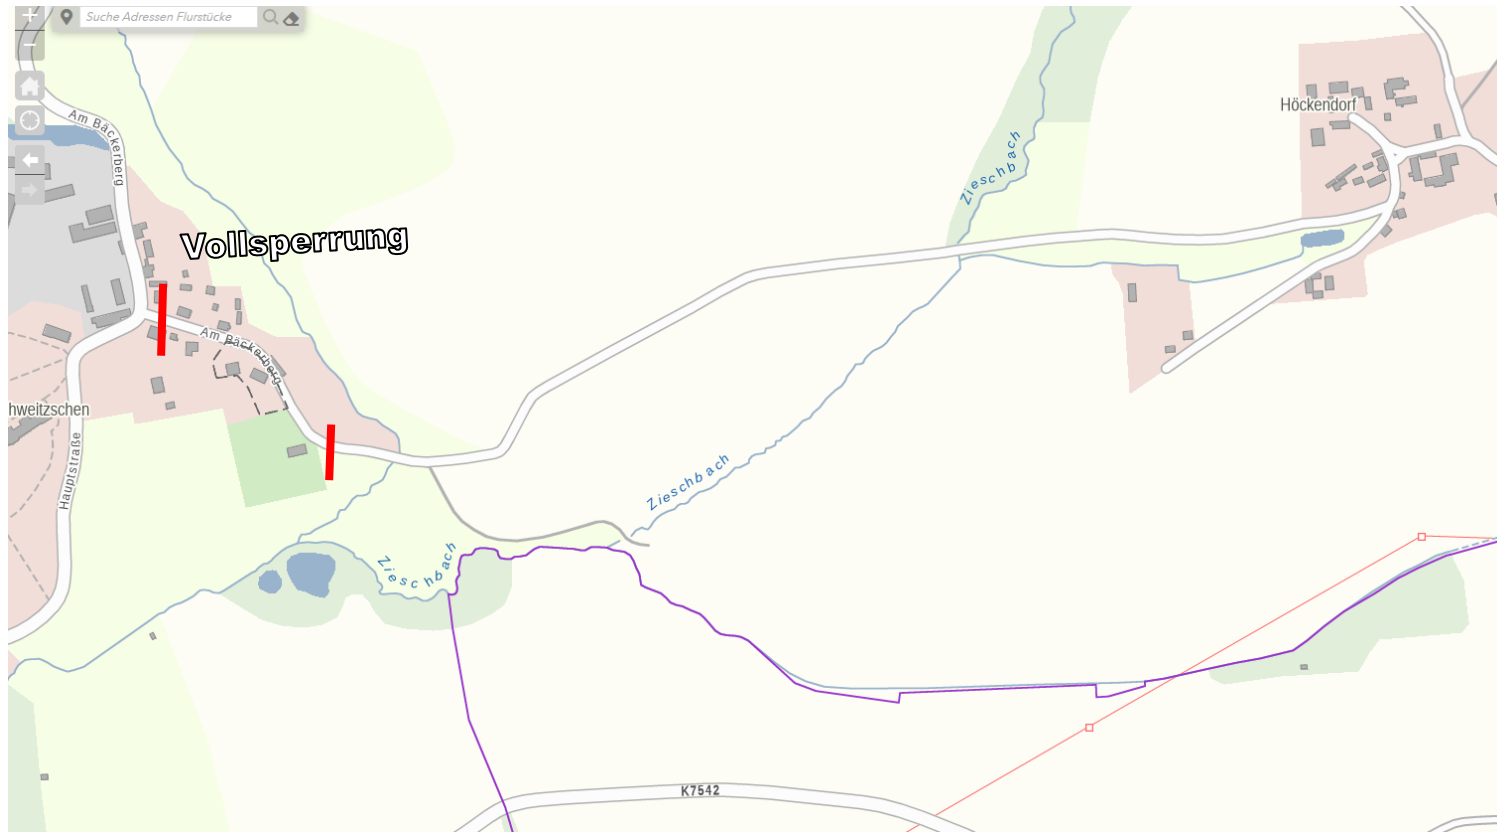 Suche Adressen Flurstücke
Am Bäckerberg
Höckendorf
Zieschbach
Vollsperrung
Am Bäckerberg
hweitzschen
Hauptstraße
Zieschbach
Zieschbach
K7542